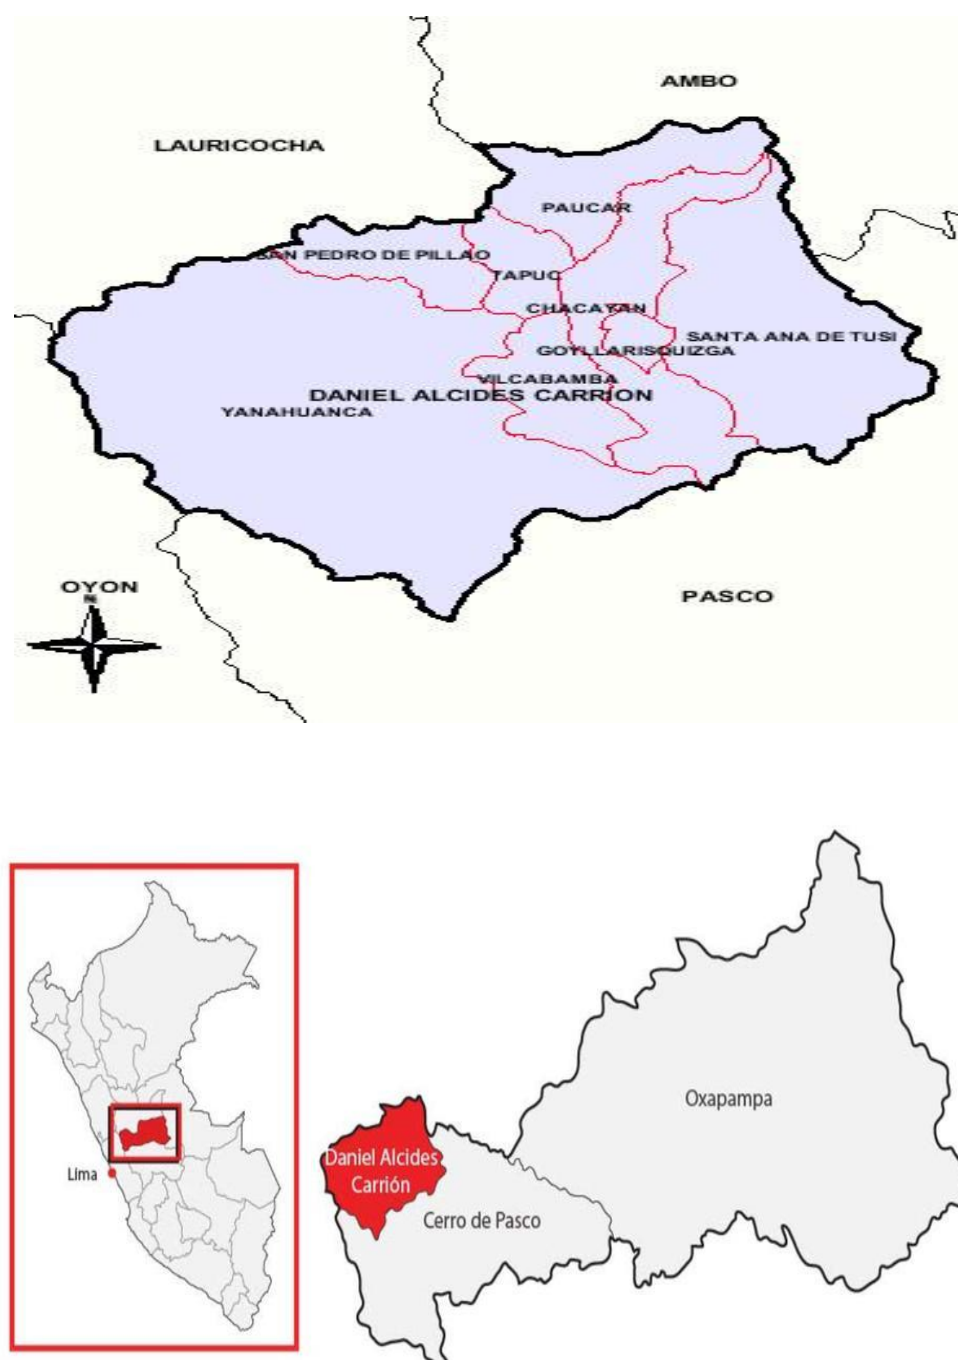 AMBO
LAURICOCHA
PAUCAR
SAN PEDRO DE PILLAO
TAPUC
CHACAYAN
SANTA ANA DE TUSI
GOYLLARISQUIZGA
VILCABAMBA
DANIEL ALCIDES CARRION
YANAHUANCA
OYON
N
PASCO
Oxapampa
Daniel Alcides
Carrión
Lima
Cerro de Pasco